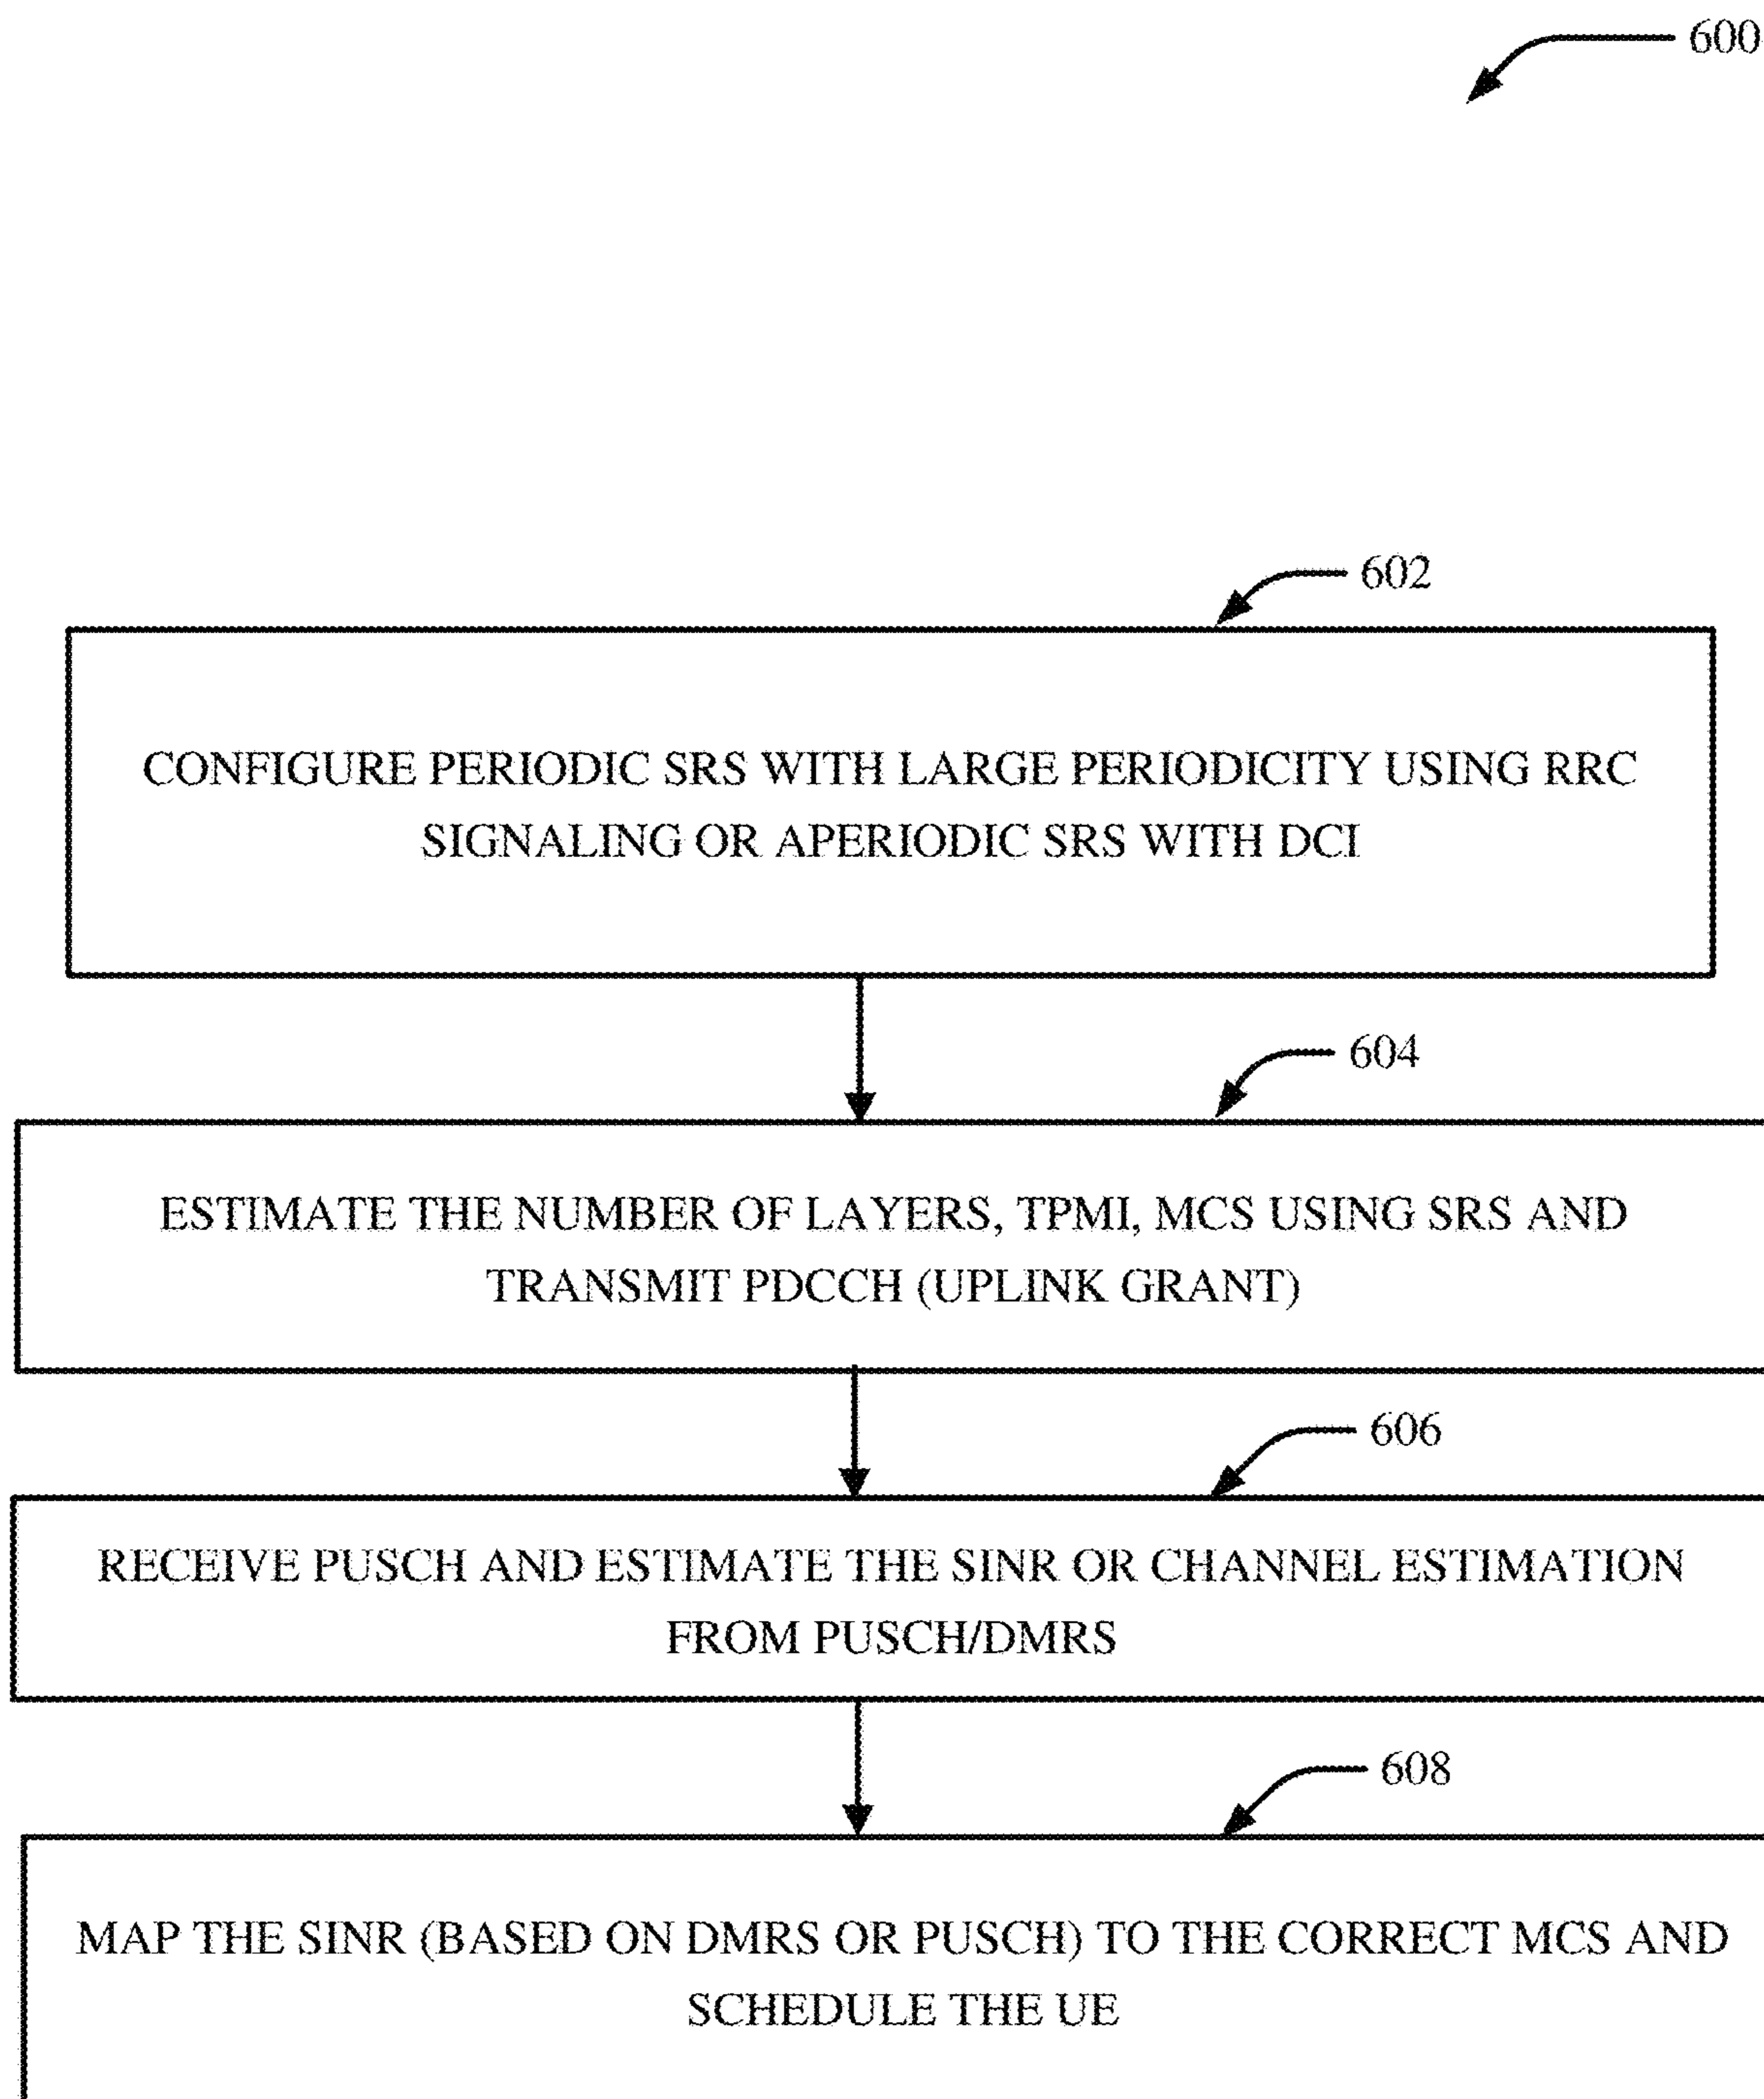 600
602
CONFIGURE PERIODIC SRS WITH LARGE PERIODICITY USING RRC
SIGNALING OR APERIODIC SRS WITH DCI
604
ESTIMATE THE NUMBER OF LAYERS, TPMI, MCS USING SRS AND
TRANSMIT PDCCH (UPLINK GRANT)
606
RECEIVE PUSCH AND ESTIMATE THE SINR OR CHANNEL ESTIMATION
FROM PUSCH/DMRS
608
MAP THE SINR (BASED ON DMRS OR PUSCH) TO THE CORRECT MCS AND
SCHEDULE THE UE